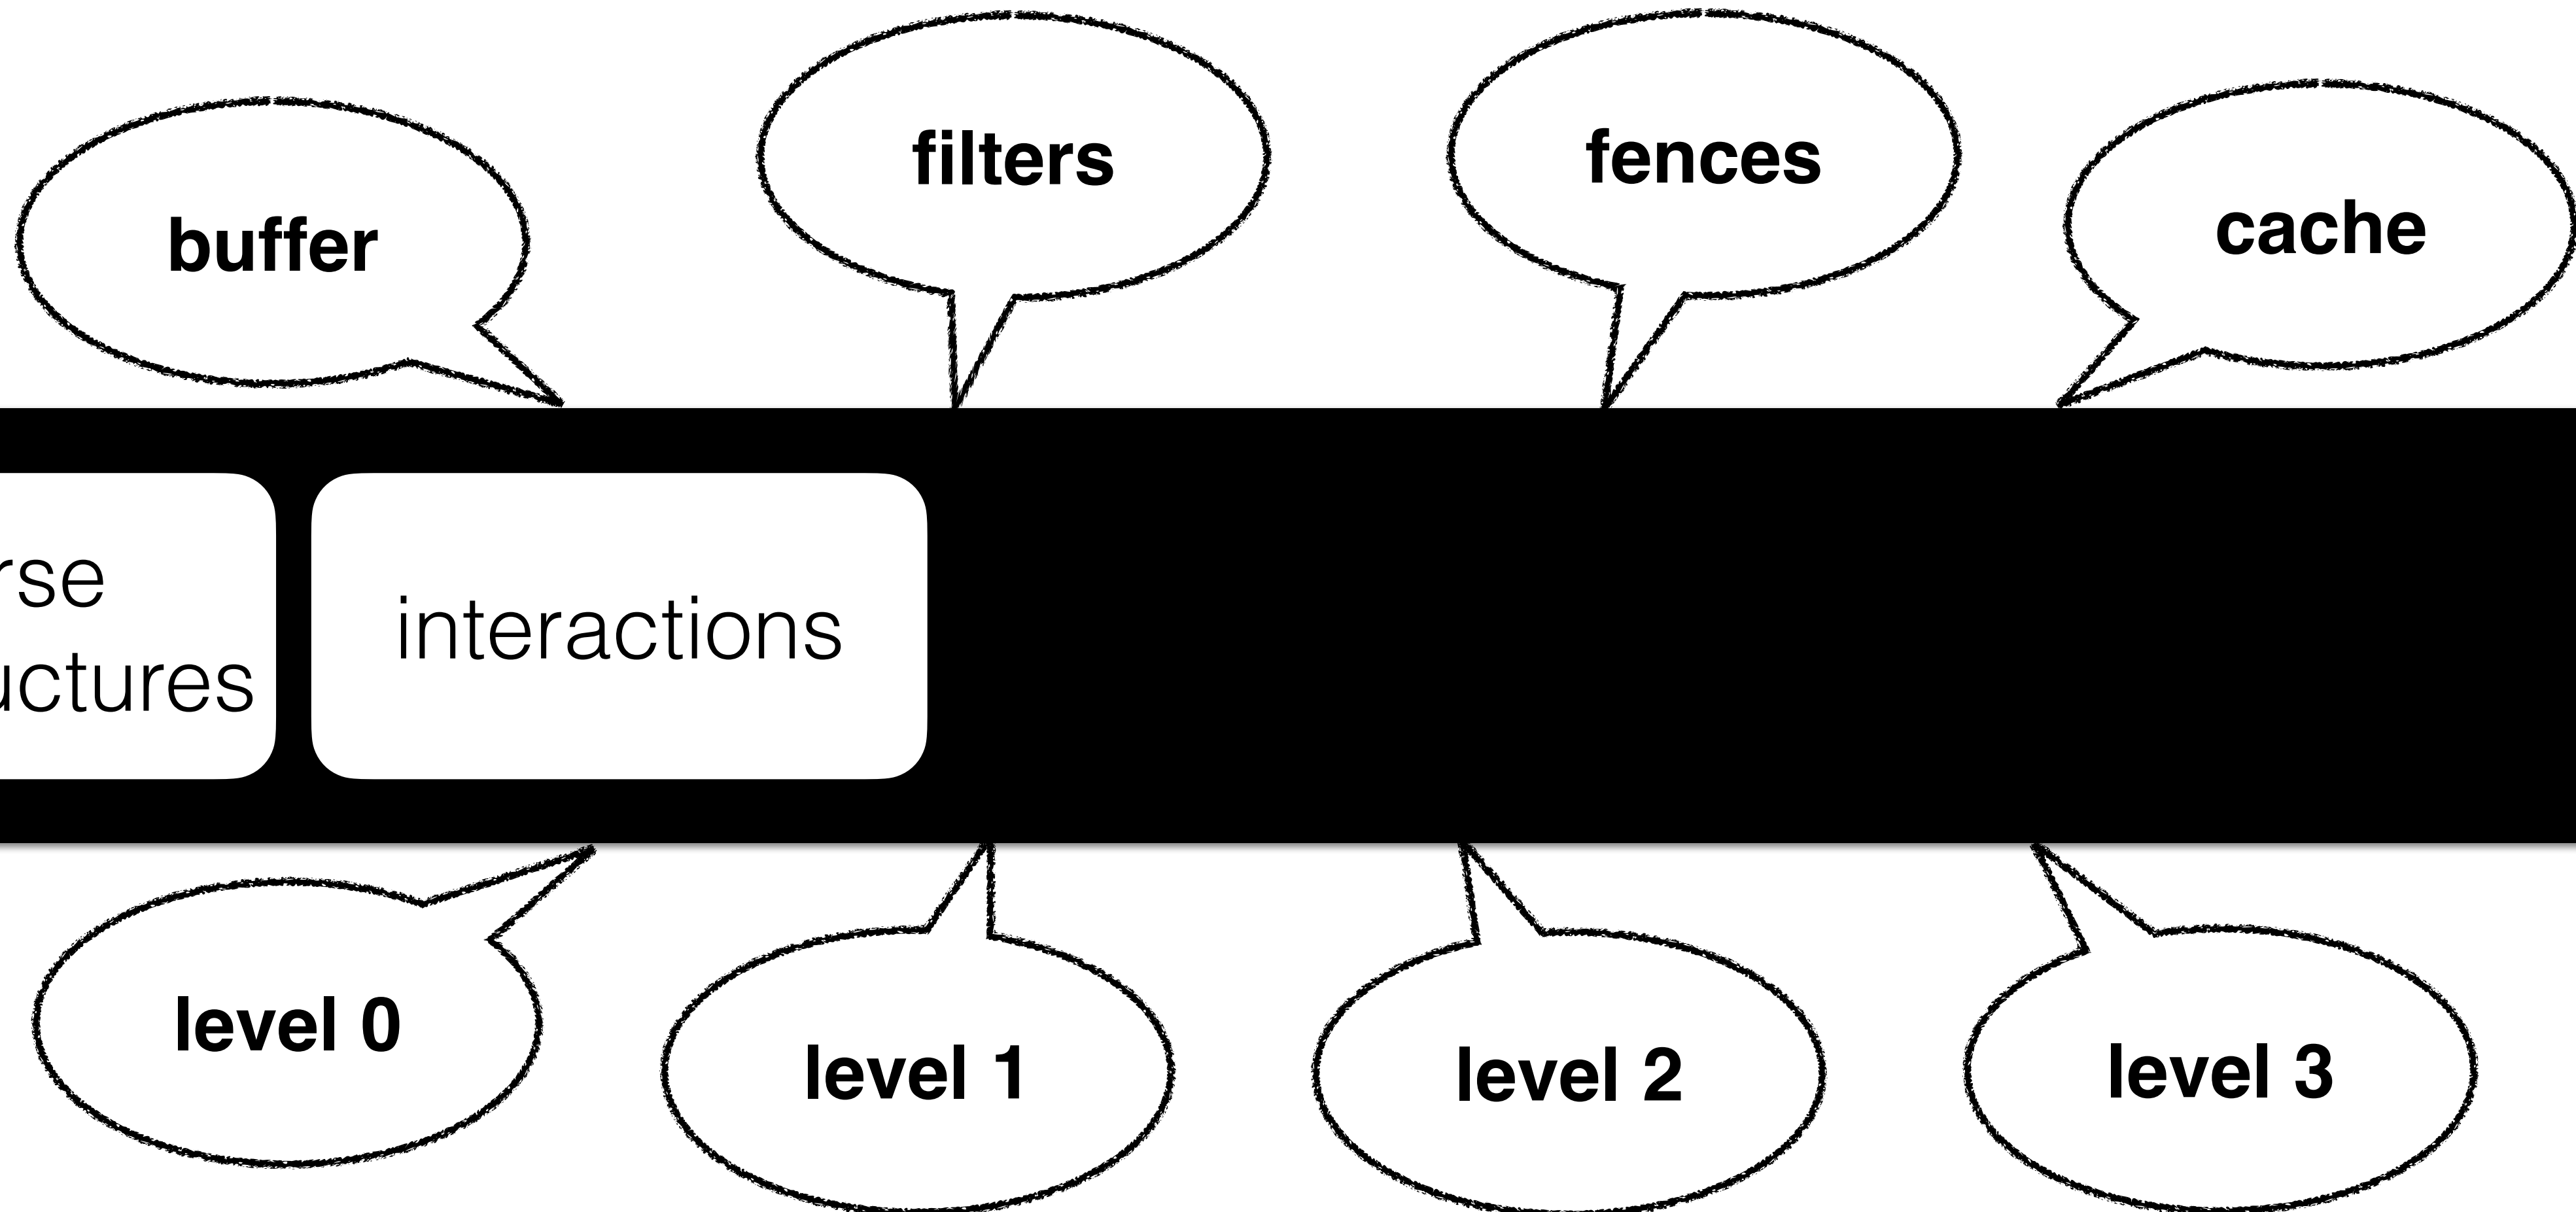 buffer
filters
fences
cache
rse
uctures
interactions
level 0
level 1
level 2
level 3